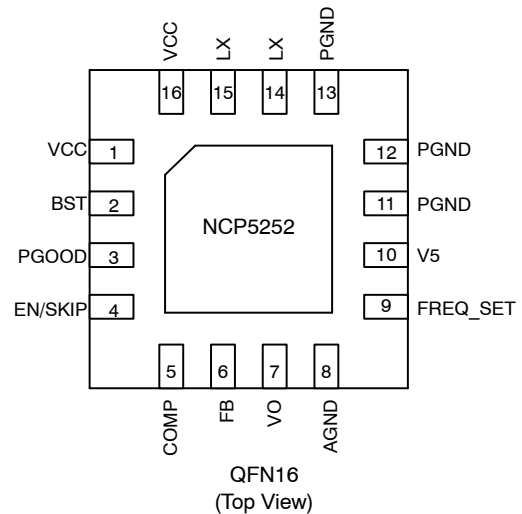 VCC
LX
LX
PGND
16
15
14
13
VCC 1
12 PGND
BST 2
11 PGND
NCP5252
PGOOD 3
10 V5
EN/SKIP 4
9 FREQ_SET
5
6
7
8
COMP
FB
VO
AGND
QFN16
(Top View)